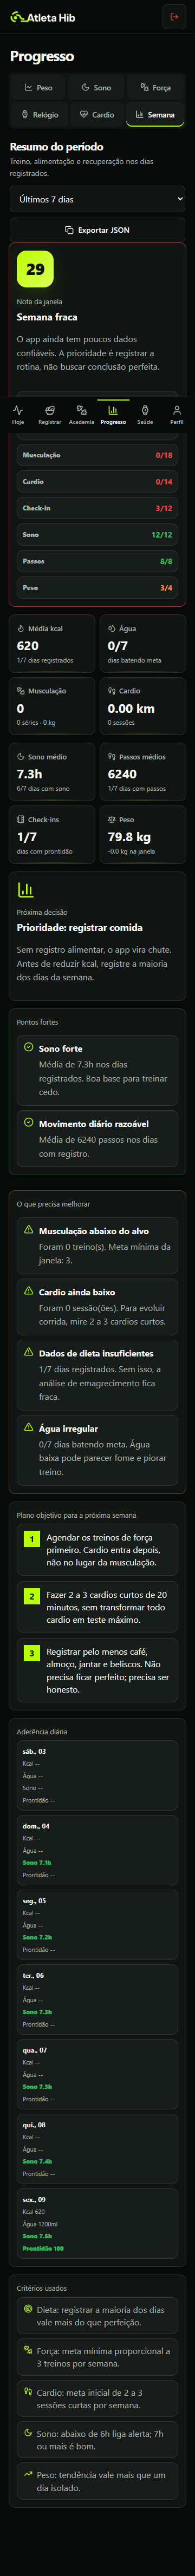 Atleta Hib
Progresso
Peso
Sono
Força
Relógio
Cardio
Semana
Resumo do período
Treino, alimentação e recuperação nos dias
registrados.
Últimos 7 dias
Exportar JSON
29
Nota da janela
Semana fraca
O app ainda tem poucos dados
confiáveis. A prioridade é registrar a
rotina, não buscar conclusão perfeita.
Hoje
Registrar
Academia
Progresso
Saúde
Perfil
Musculação 0/18
Cardio 0/14
Check-in 3/12
Sono 12/12
Passos 8/8
Peso 3/4
Média kcal
620
1/7 dias registrados
Água
0/7
dias batendo meta
Musculação
0
0 séries · 0 kg
Cardio
0.00 km
0 sessões
Sono médio
7.3h
6/7 dias com sono
Passos médios
6240
1/7 dias com passos
Check-ins
1/7
dias com prontidão
Peso
79.8 kg
-0.0 kg na janela
Próxima decisão
Prioridade: registrar comida
Sem registro alimentar, o app vira chute.
Antes de reduzir kcal, registre a maioria
dos dias da semana.
Pontos fortes
Sono forte
Média de 7.3h nos dias
registrados. Boa base para treinar
cedo.
Movimento diário razoável
Média de 6240 passos nos dias
com registro.
O que precisa melhorar
Musculação abaixo do alvo
Foram 0 treino(s). Meta mínima da
janela: 3.
Cardio ainda baixo
Foram 0 sessão(ões). Para evoluir
corrida, mire 2 a 3 cardios curtos.
Dados de dieta insuficientes
1/7 dias registrados. Sem isso, a
análise de emagrecimento fica
fraca.
Água irregular
0/7 dias batendo meta. Água
baixa pode parecer fome e piorar
treino.
Plano objetivo para a próxima semana
1
Agendar os treinos de força
primeiro. Cardio entra depois,
não no lugar da musculação.
2
Fazer 2 a 3 cardios curtos de 20
minutos, sem transformar todo
cardio em teste máximo.
3
Registrar pelo menos café,
almoço, jantar e beliscos. Não
precisa ficar perfeito; precisa ser
honesto.
Aderência diária
sáb., 03
Kcal --
Água --
Sono --
Prontidão --
dom., 04
Kcal --
Água --
Sono 7.1h
Prontidão --
seg., 05
Kcal --
Água --
Sono 7.2h
Prontidão --
ter., 06
Kcal --
Água --
Sono 7.3h
Prontidão --
qua., 07
Kcal --
Água --
Sono 7.3h
Prontidão --
qui., 08
Kcal --
Água --
Sono 7.4h
Prontidão --
sex., 09
Kcal 620
Água 1200ml
Sono 7.5h
Prontidão 100
Critérios usados
Dieta: registrar a maioria dos dias
vale mais do que perfeição.
Força: meta mínima proporcional a
3 treinos por semana.
Cardio: meta inicial de 2 a 3
sessões curtas por semana.
Sono: abaixo de 6h liga alerta; 7h
ou mais é bom.
Peso: tendência vale mais que um
dia isolado.